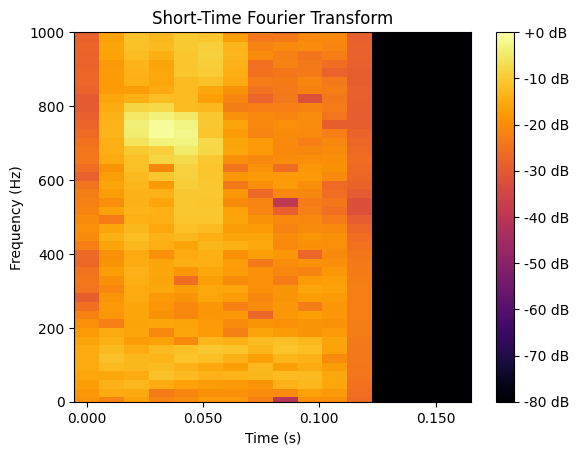 Short-Time Fourier Transform
1000
800
600
400
200
0
Frequency (Hz)
0.000
0.050
0.100
0.150
Time (s)
+0 dB
-10 dB
-20 dB
-30 dB
-40 dB
-50 dB
-60 dB
-70 dB
-80 dB